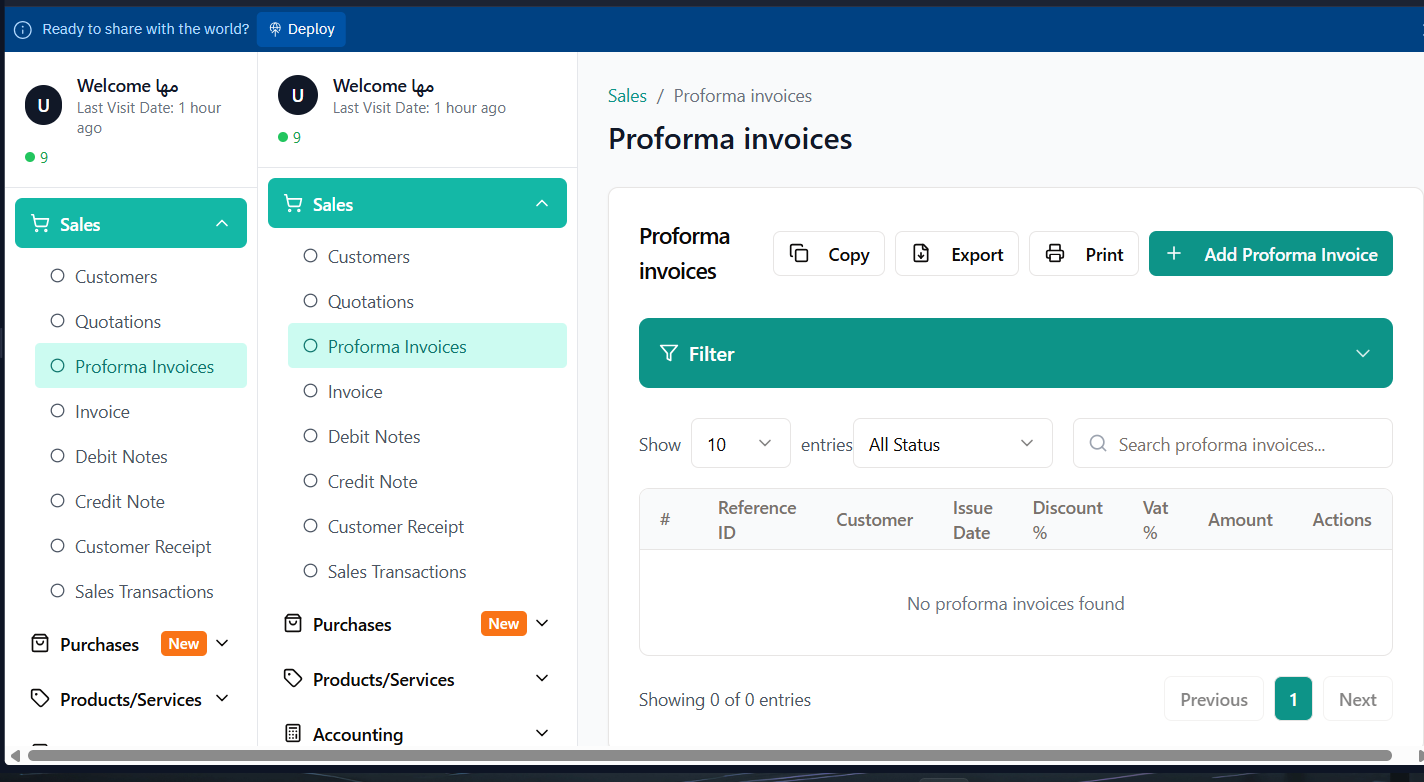 Ready to share with the world? Deploy
U
Welcome مها
Last Visit Date: 1 hour
ago
9
Sales
Customers
Quotations
Proforma Invoices
Invoice
Debit Notes
Credit Note
Customer Receipt
Sales Transactions
Purchases New
Products/Services
U
Welcome مها
Last Visit Date: 1 hour ago
9
Sales
Customers
Quotations
Proforma Invoices
Invoice
Debit Notes
Credit Note
Customer Receipt
Sales Transactions
Purchases New
Products/Services
Accounting
Sales / Proforma invoices
Proforma invoices
Proforma
invoices
Copy Export Print + Add Proforma Invoice
Filter
Show 10 entries All Status Search proforma invoices...
# Reference ID Customer Issue Date Discount % Vat % Amount Actions
No proforma invoices found
Showing 0 of 0 entries Previous 1 Next